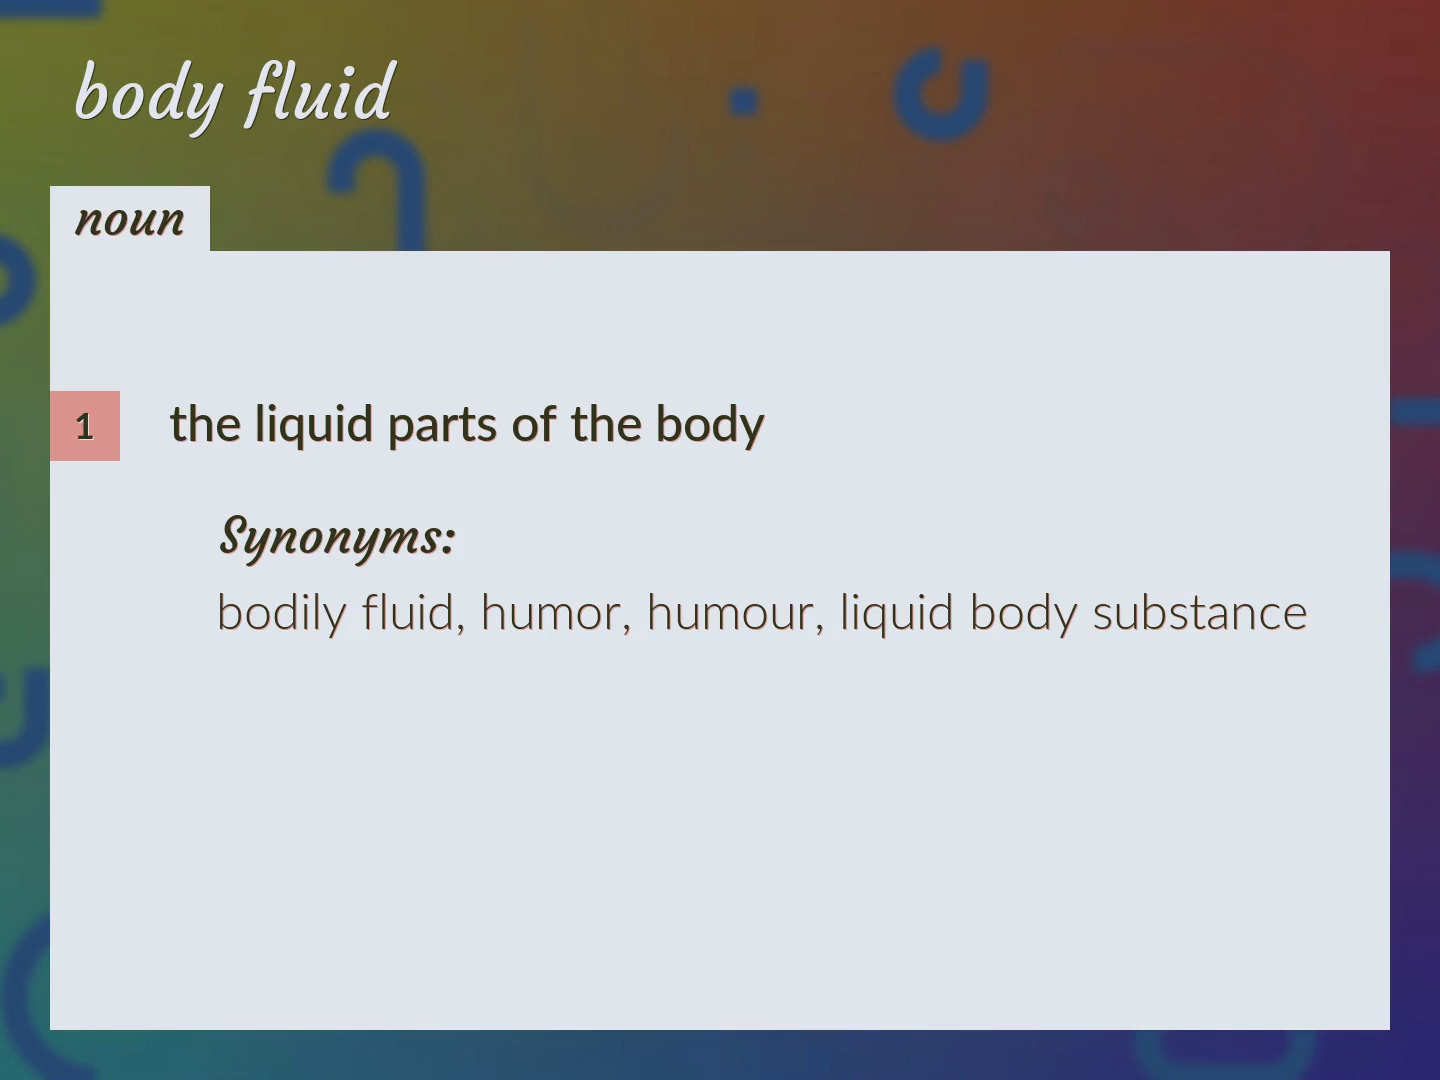 body fluid
noun
1 the liquid parts of the body
Synonyms:
bodily fluid, humor, humour, liquid body substance